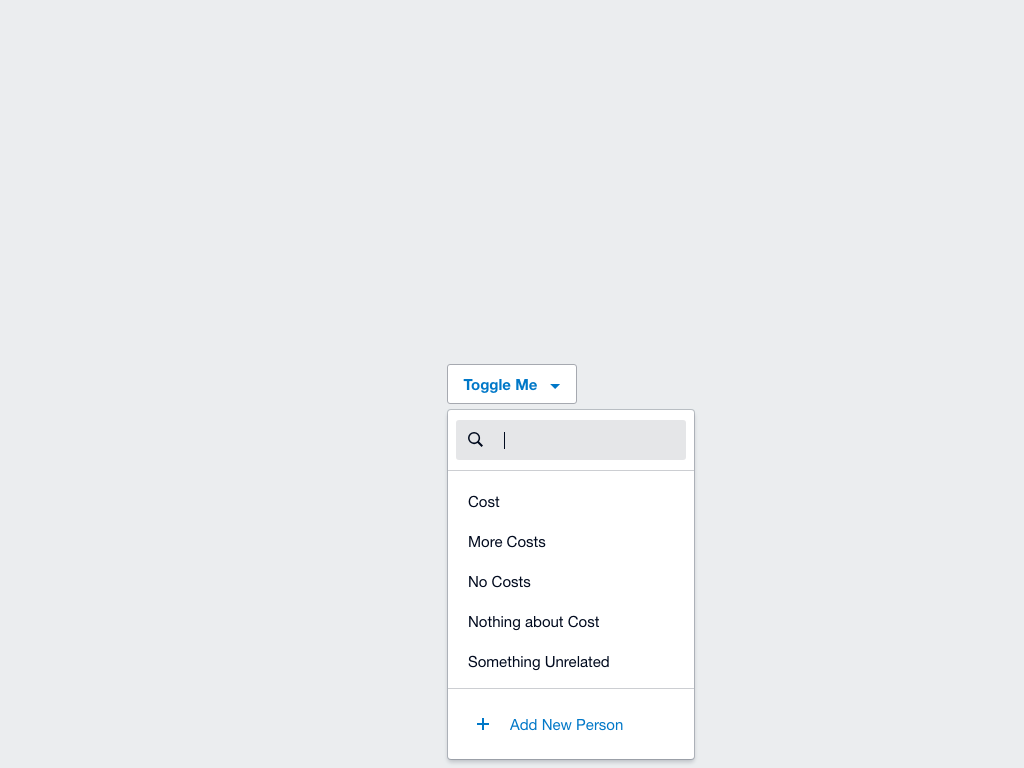 Toggle Me
Cost
More Costs
No Costs
Nothing about Cost
Something Unrelated
Add New Person